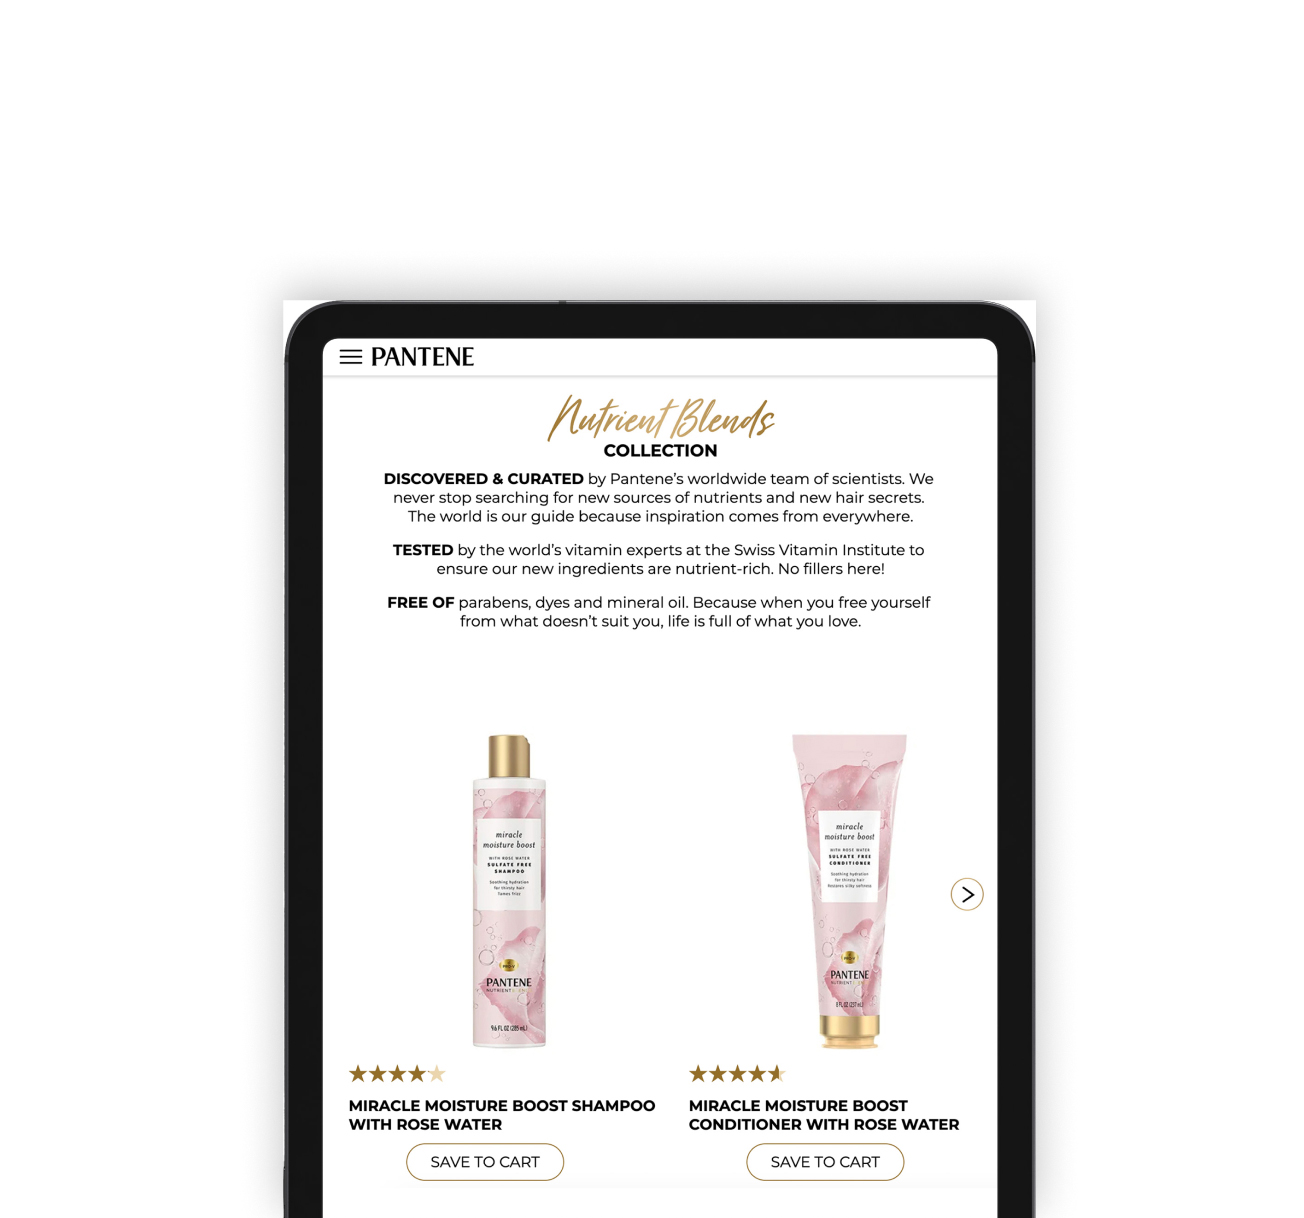 PANTENE
Nutrient Blends
COLLECTION
DISCOVERED & CURATED by Pantene’s worldwide team of scientists. We
never stop searching for new sources of nutrients and new hair secrets.
The world is our guide because inspiration comes from everywhere.
TESTED by the world’s vitamin experts at the Swiss Vitamin Institute to
ensure our new ingredients are nutrient-rich. No fillers here!
FREE OF parabens, dyes and mineral oil. Because when you free yourself
from what doesn’t suit you, life is full of what you love.
miracle
moisture boost
WITH ROSE WATER
SULFATE FREE
SHAMPOO
Soothing hydration
for thirsty hair
Tames frizz
PRO-V
PANTENE
NUTRIENT BLENDS
9.6 FL OZ (285 mL)
miracle
moisture boost
WITH ROSE WATER
SULFATE FREE
CONDITIONER
Soothing hydration
for thirsty hair
Restores silky softness
PRO-V
PANTENE
NUTRIENT BLENDS
8 FL OZ (237 mL)
MIRACLE MOISTURE BOOST SHAMPOO
WITH ROSE WATER
SAVE TO CART
MIRACLE MOISTURE BOOST
CONDITIONER WITH ROSE WATER
SAVE TO CART